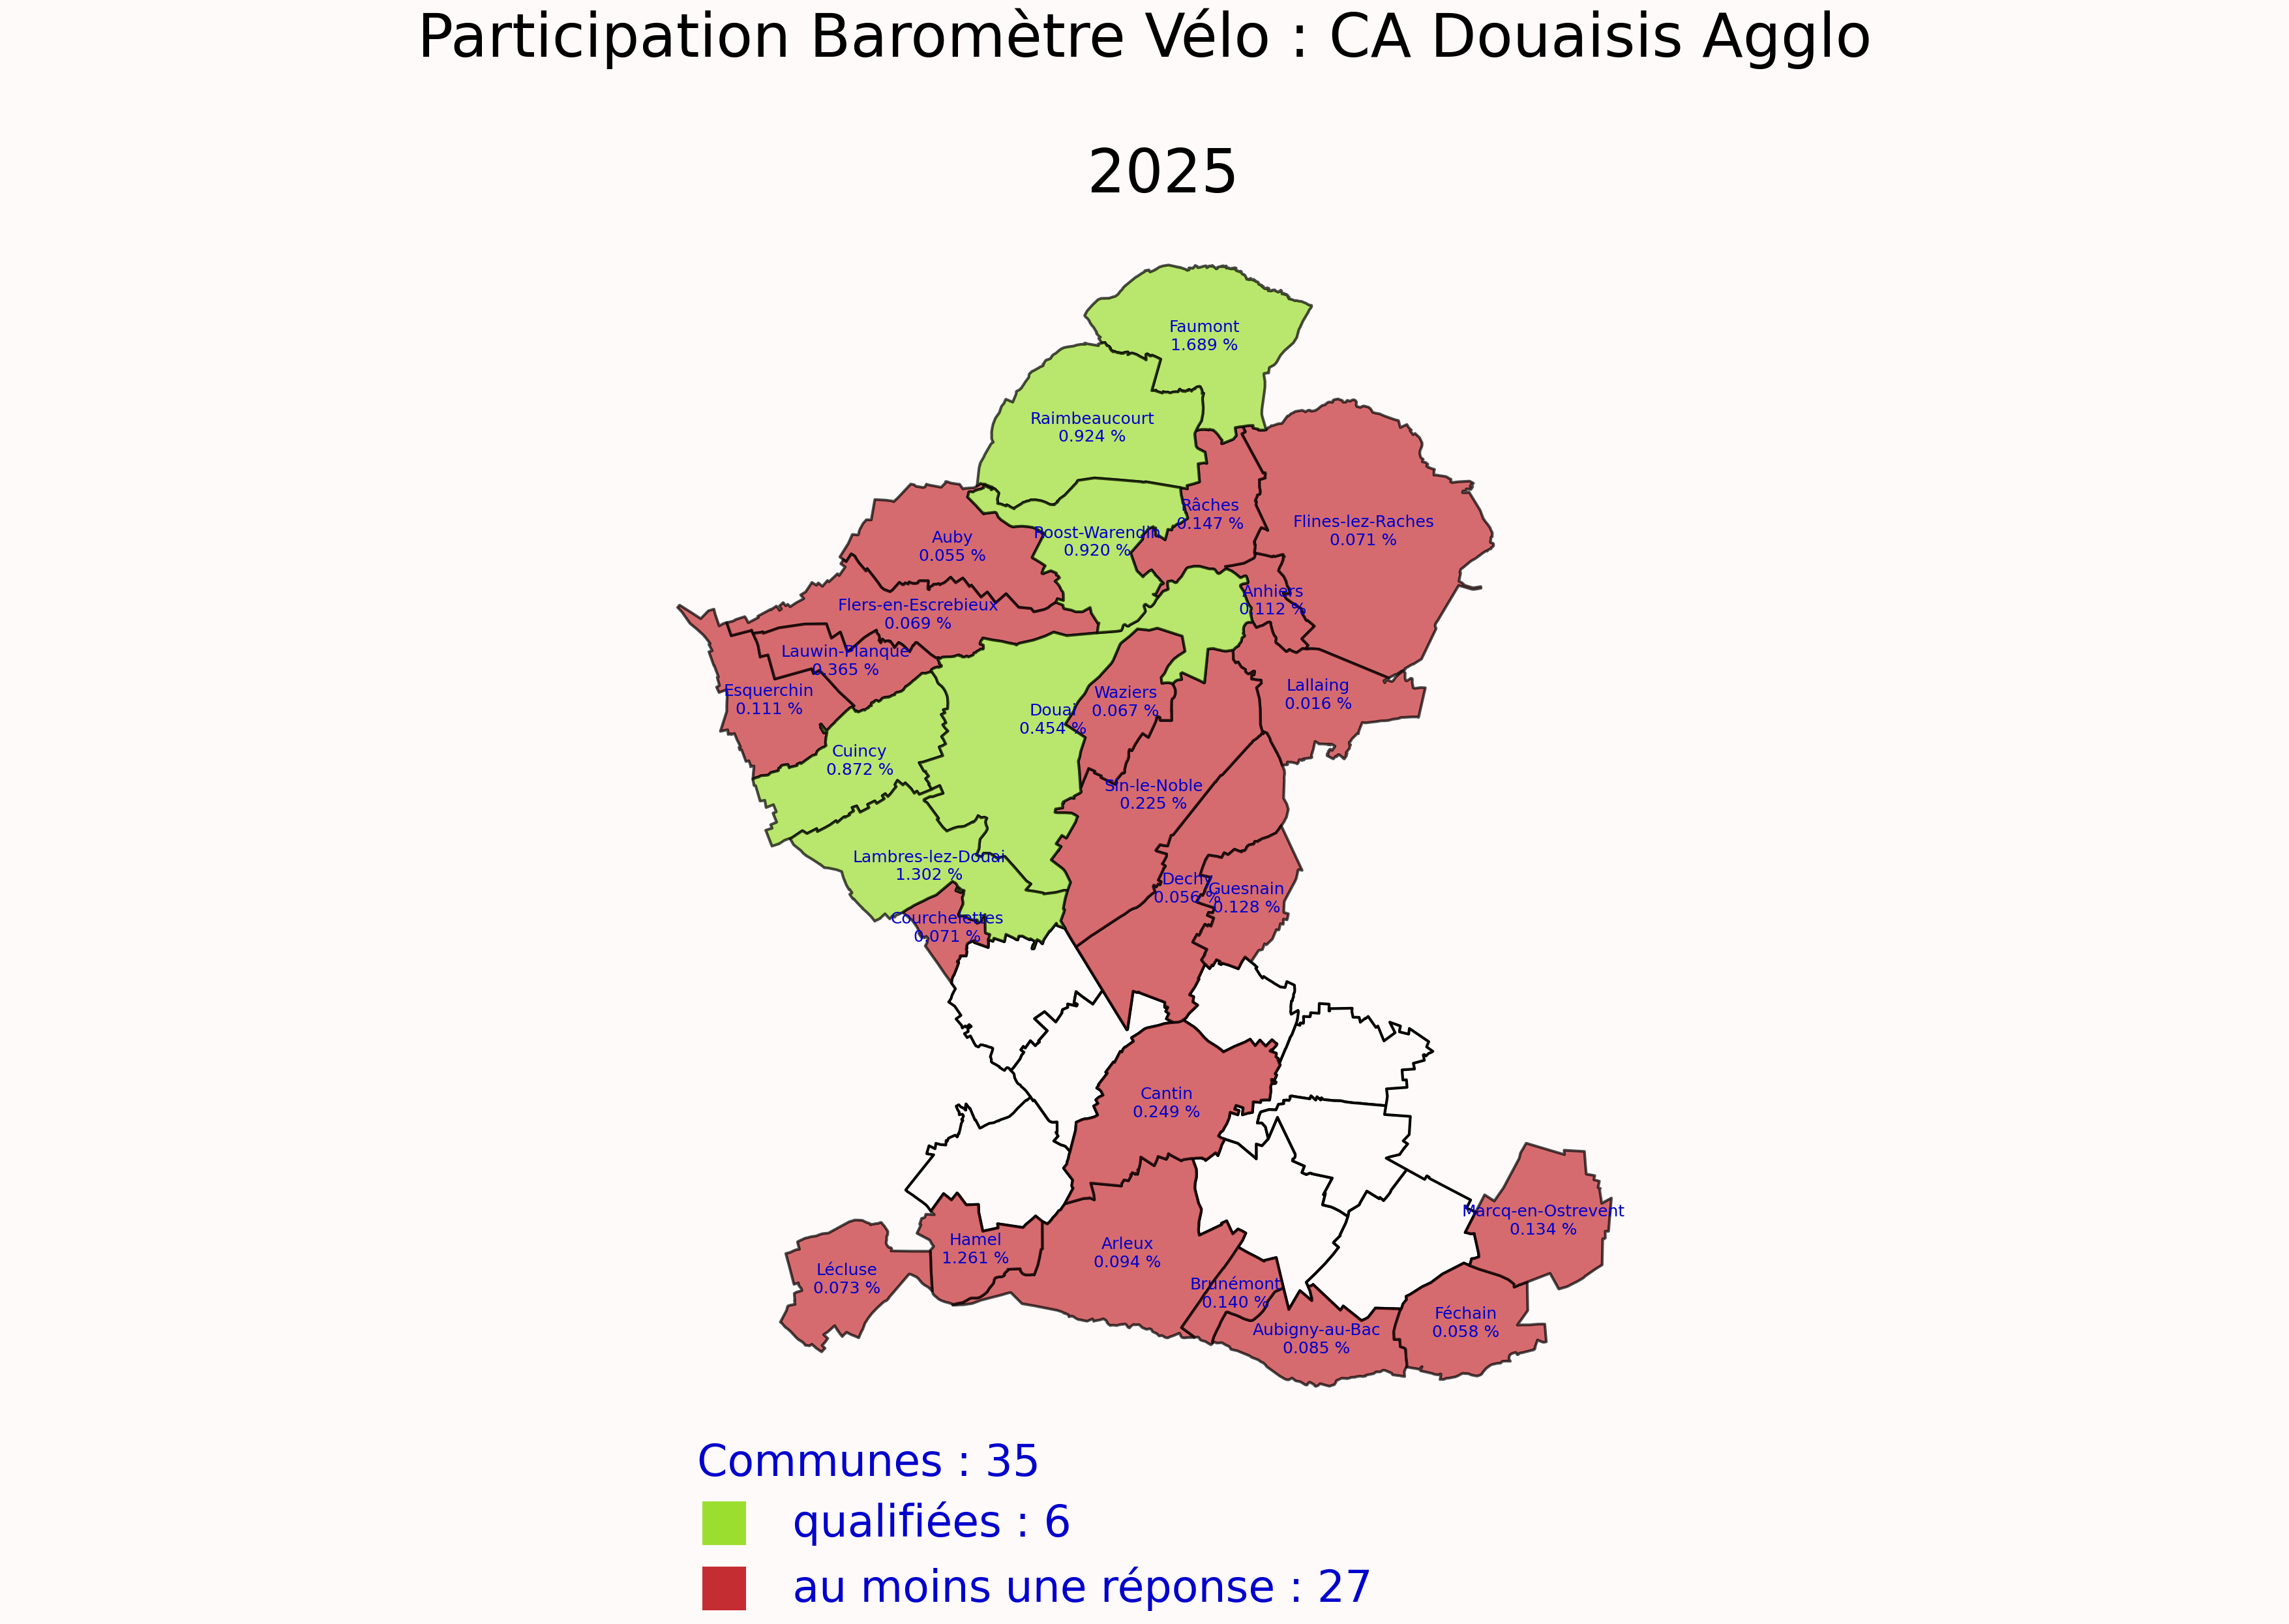 Participation Baromètre Vélo : CA Douaisis Agglo
2025
Faumont
1.689 %
Raimbeaucourt
0.924 %
Râches
0.147 %
Flines-lez-Raches
0.071 %
Roost-Warendin
0.920 %
Auby
0.055 %
Anhiers
0.112 %
Flers-en-Escrebieux
0.069 %
Lauwin-Planque
0.365 %
Esquerchin
0.111 %
Waziers
0.067 %
Lallaing
0.016 %
Douai
0.454 %
Cuincy
0.872 %
Sin-le-Noble
0.225 %
Lambres-lez-Douai
1.302 %
Dechy
0.056 %
Guesnain
0.128 %
Courchelettes
0.071 %
Cantin
0.249 %
Marcq-en-Ostrevent
0.134 %
Hamel
1.261 %
Arleux
0.094 %
Lécluse
0.073 %
Brunémont
0.140 %
Féchain
0.058 %
Aubigny-au-Bac
0.085 %
Communes : 35
qualifiées : 6
au moins une réponse : 27